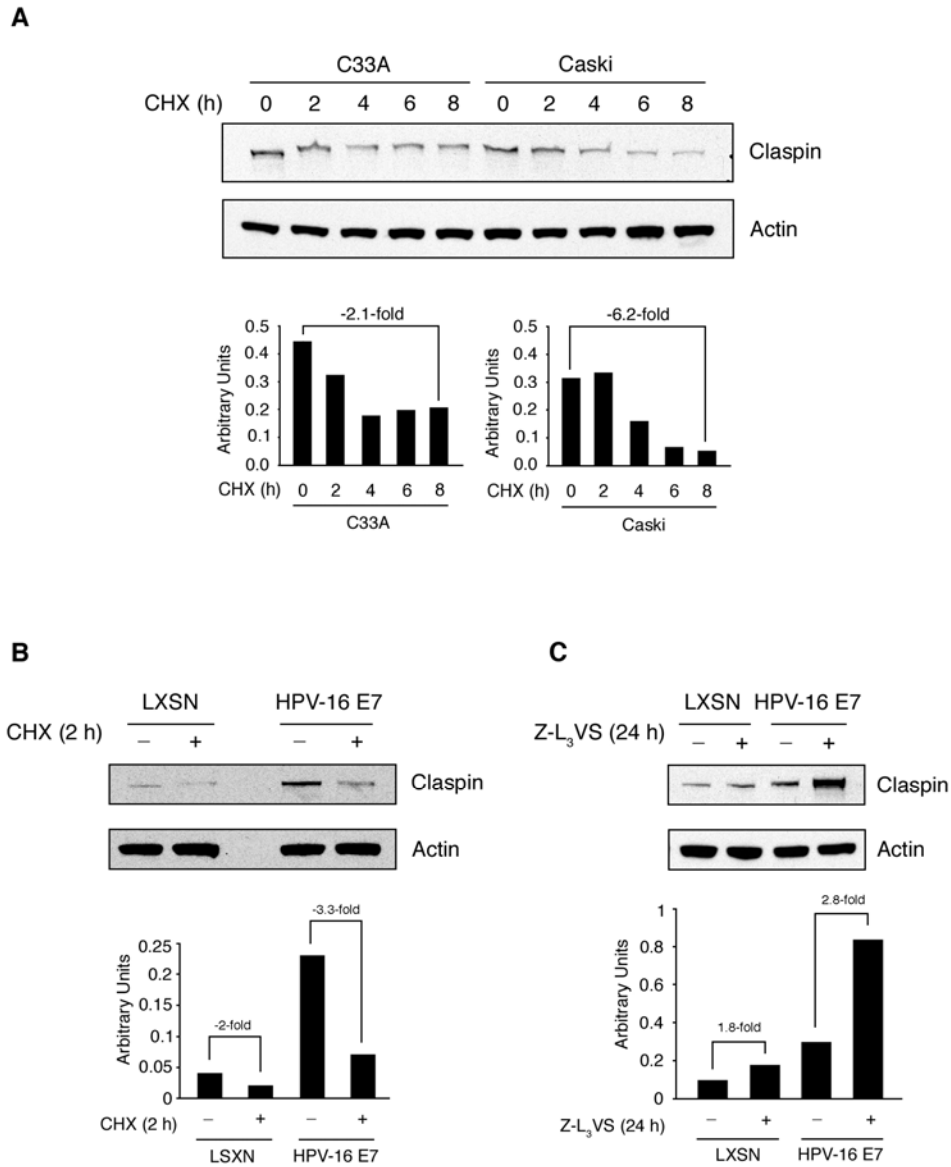 A
C33A Caski
CHX (h) 0 2 4 6 8 0 2 4 6 8
Claspin
Actin
-2.1-fold
Arbitrary Units
0.5
0.4
0.3
0.2
0.1
0.0
CHX (h) 0 2 4 6 8
C33A
-6.2-fold
Arbitrary Units
0.5
0.4
0.3
0.2
0.1
0.0
CHX (h) 0 2 4 6 8
Caski
B
LXSN HPV-16 E7
CHX (2 h) – + – +
Claspin
Actin
-3.3-fold
-2-fold
Arbitrary Units
0.25
0.2
0.15
0.1
0.05
0
CHX (2 h) – + – +
LSXN HPV-16 E7
C
LXSN HPV-16 E7
Z-L3VS (24 h) – + – +
Claspin
Actin
2.8-fold
1.8-fold
Arbitrary Units
1
0.8
0.6
0.4
0.2
0
Z-L3VS (24 h) – + – +
LXSN HPV-16 E7